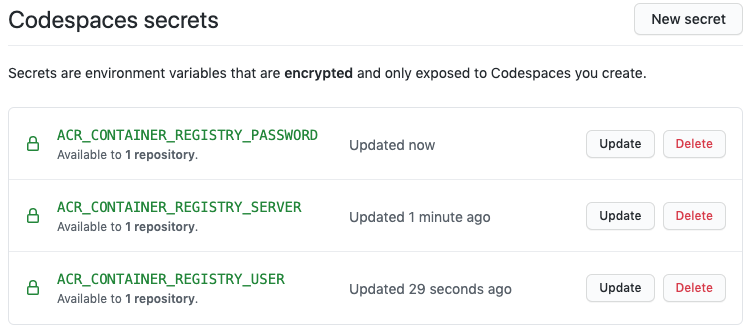 Codespaces secrets
New secret
Secrets are environment variables that are encrypted and only exposed to Codespaces you create.
ACR_CONTAINER_REGISTRY_PASSWORD
Available to 1 repository.
Updated now
Update
Delete
ACR_CONTAINER_REGISTRY_SERVER
Available to 1 repository.
Updated 1 minute ago
Update
Delete
ACR_CONTAINER_REGISTRY_USER
Available to 1 repository.
Updated 29 seconds ago
Update
Delete